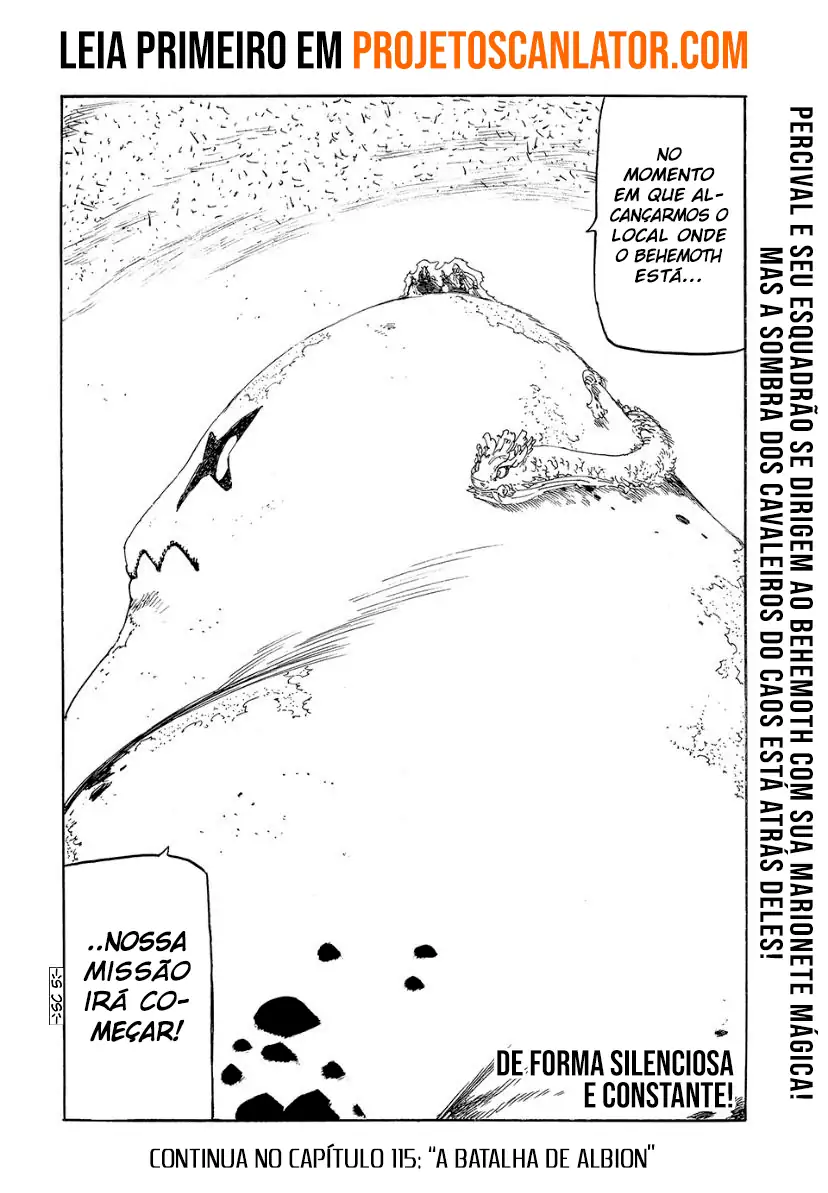 LEIA PRIMEIRO EM PROJETOSCANLATOR.COM
NO
MOMENTO
EM QUE AL-
CANÇARMOS O
LOCAL ONDE
O BEHEMOTH
ESTÁ...
PERCIVAL E SEU ESQUADRÃO SE DIRIGEM AO BEHEMOTH COM SUA MARIONETE MÁGICA!
MAS A SOMBRA DOS CAVALEIROS DO CAOS ESTÁ ATRÁS DELES!
..NOSSA
MISSÃO
IRÁ CO-
MEÇAR!
DE FORMA SILENCIOSA
E CONSTANTE!
CONTINUA NO CAPÍTULO 115: “A BATALHA DE ALBION”